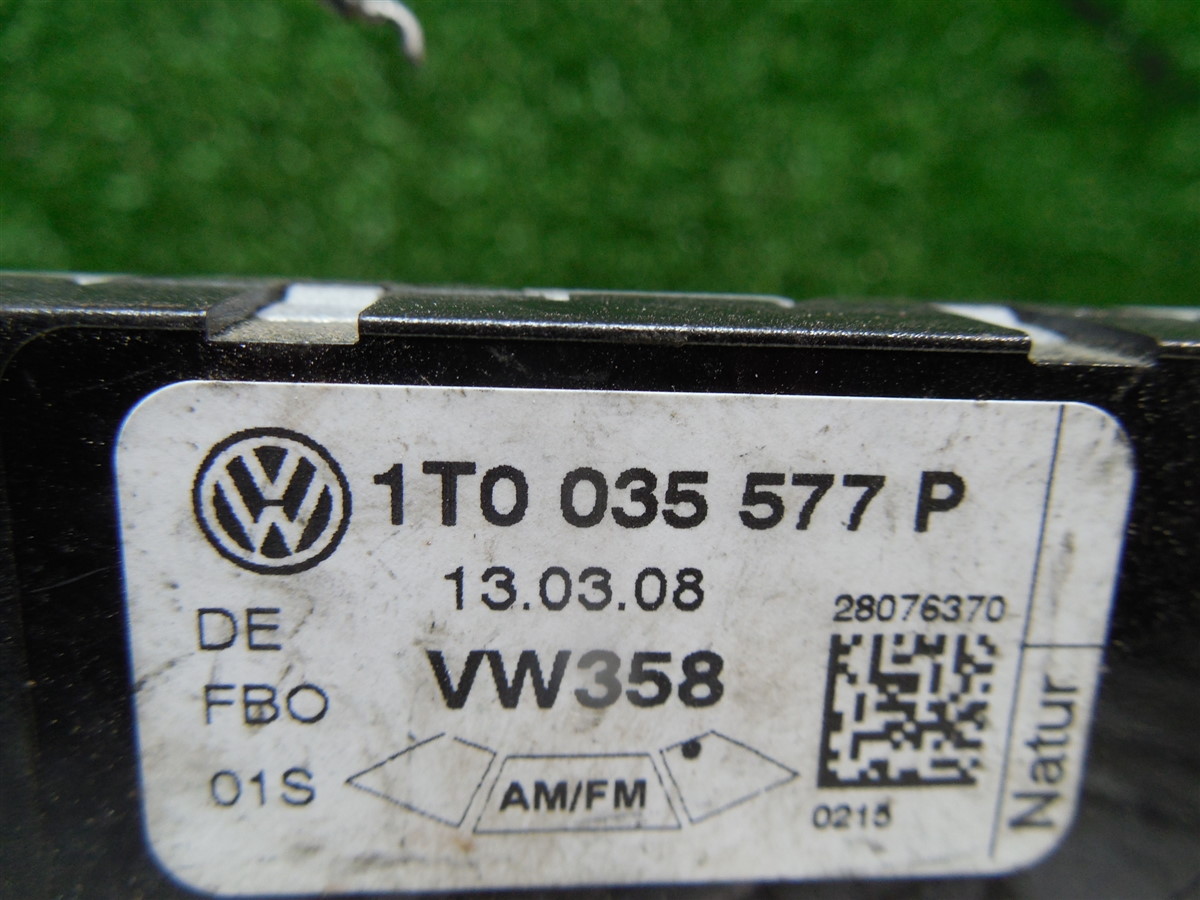 1T0 035 577 P
13.03.08
28076370
DE
VW358
FBO
01S
AM/FM
0215
Natur